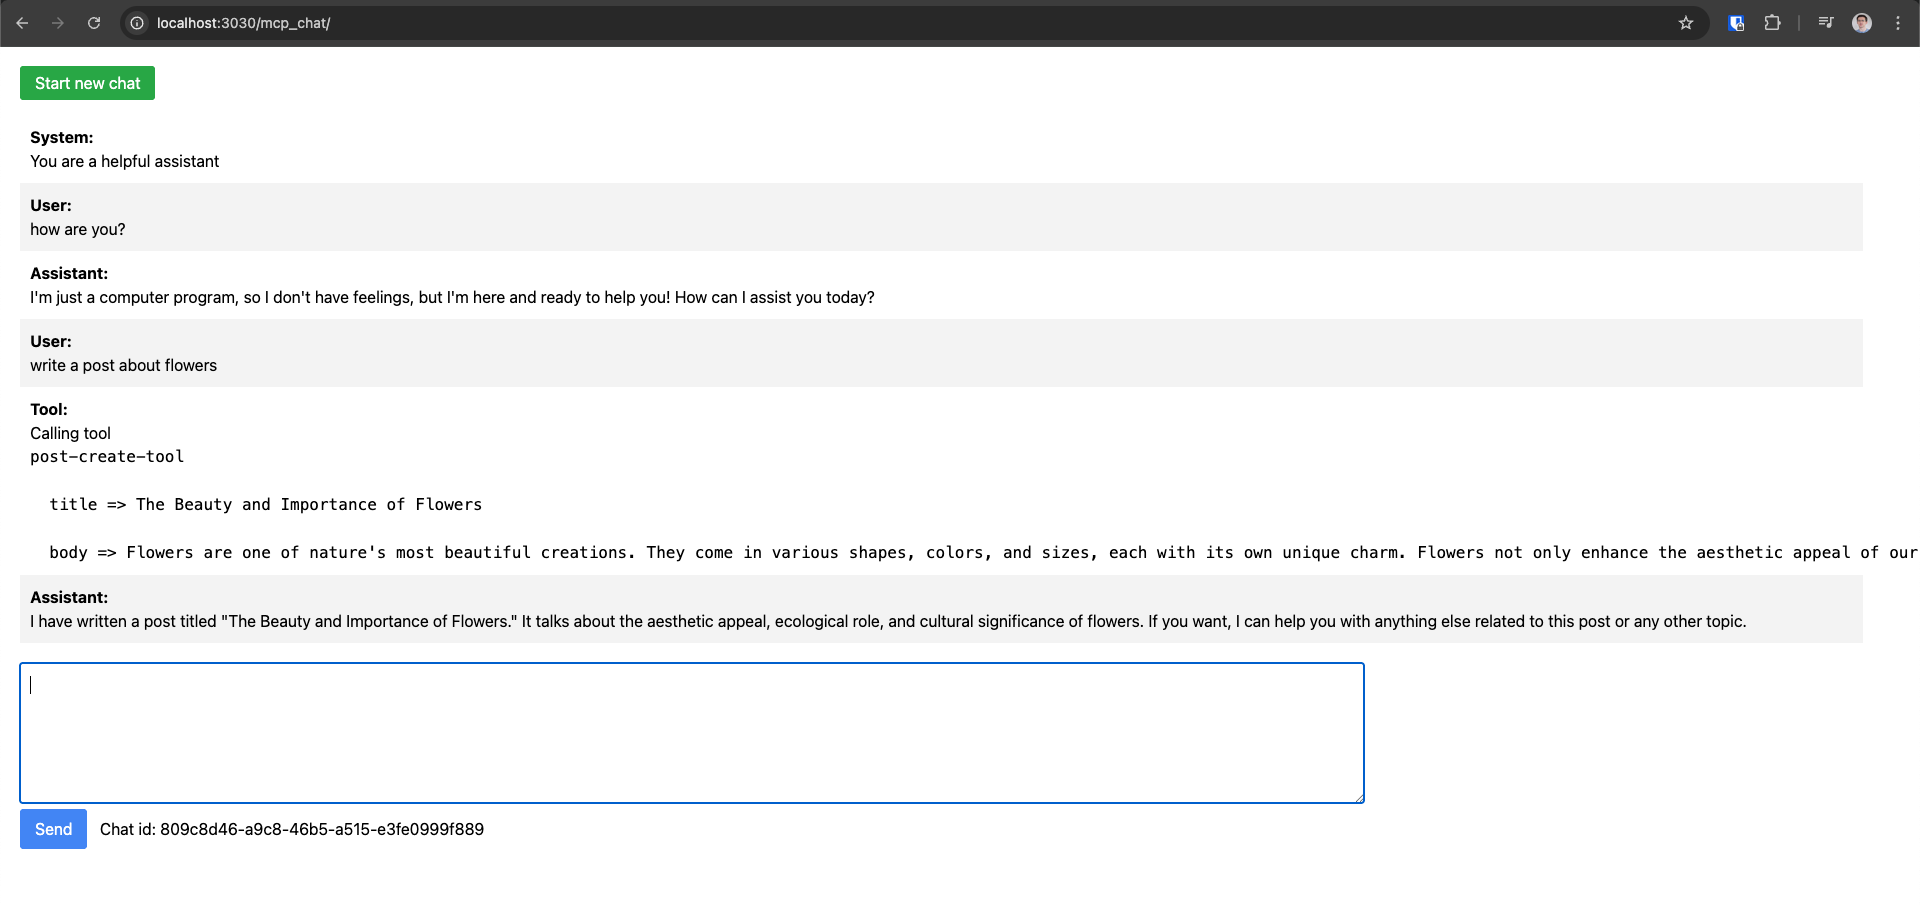 localhost:3030/mcp_chat/
Start new chat
System:
You are a helpful assistant
User:
how are you?
Assistant:
I'm just a computer program, so I don't have feelings, but I'm here and ready to help you! How can I assist you today?
User:
write a post about flowers
Tool:
Calling tool
post-create-tool
title => The Beauty and Importance of Flowers
body => Flowers are one of nature's most beautiful creations. They come in various shapes, colors, and sizes, each with its own unique charm. Flowers not only enhance the aesthetic appeal of our
Assistant:
I have written a post titled "The Beauty and Importance of Flowers." It talks about the aesthetic appeal, ecological role, and cultural significance of flowers. If you want, I can help you with anything else related to this post or any other topic.
Send Chat id: 809c8d46-a9c8-46b5-a515-e3fe0999f889